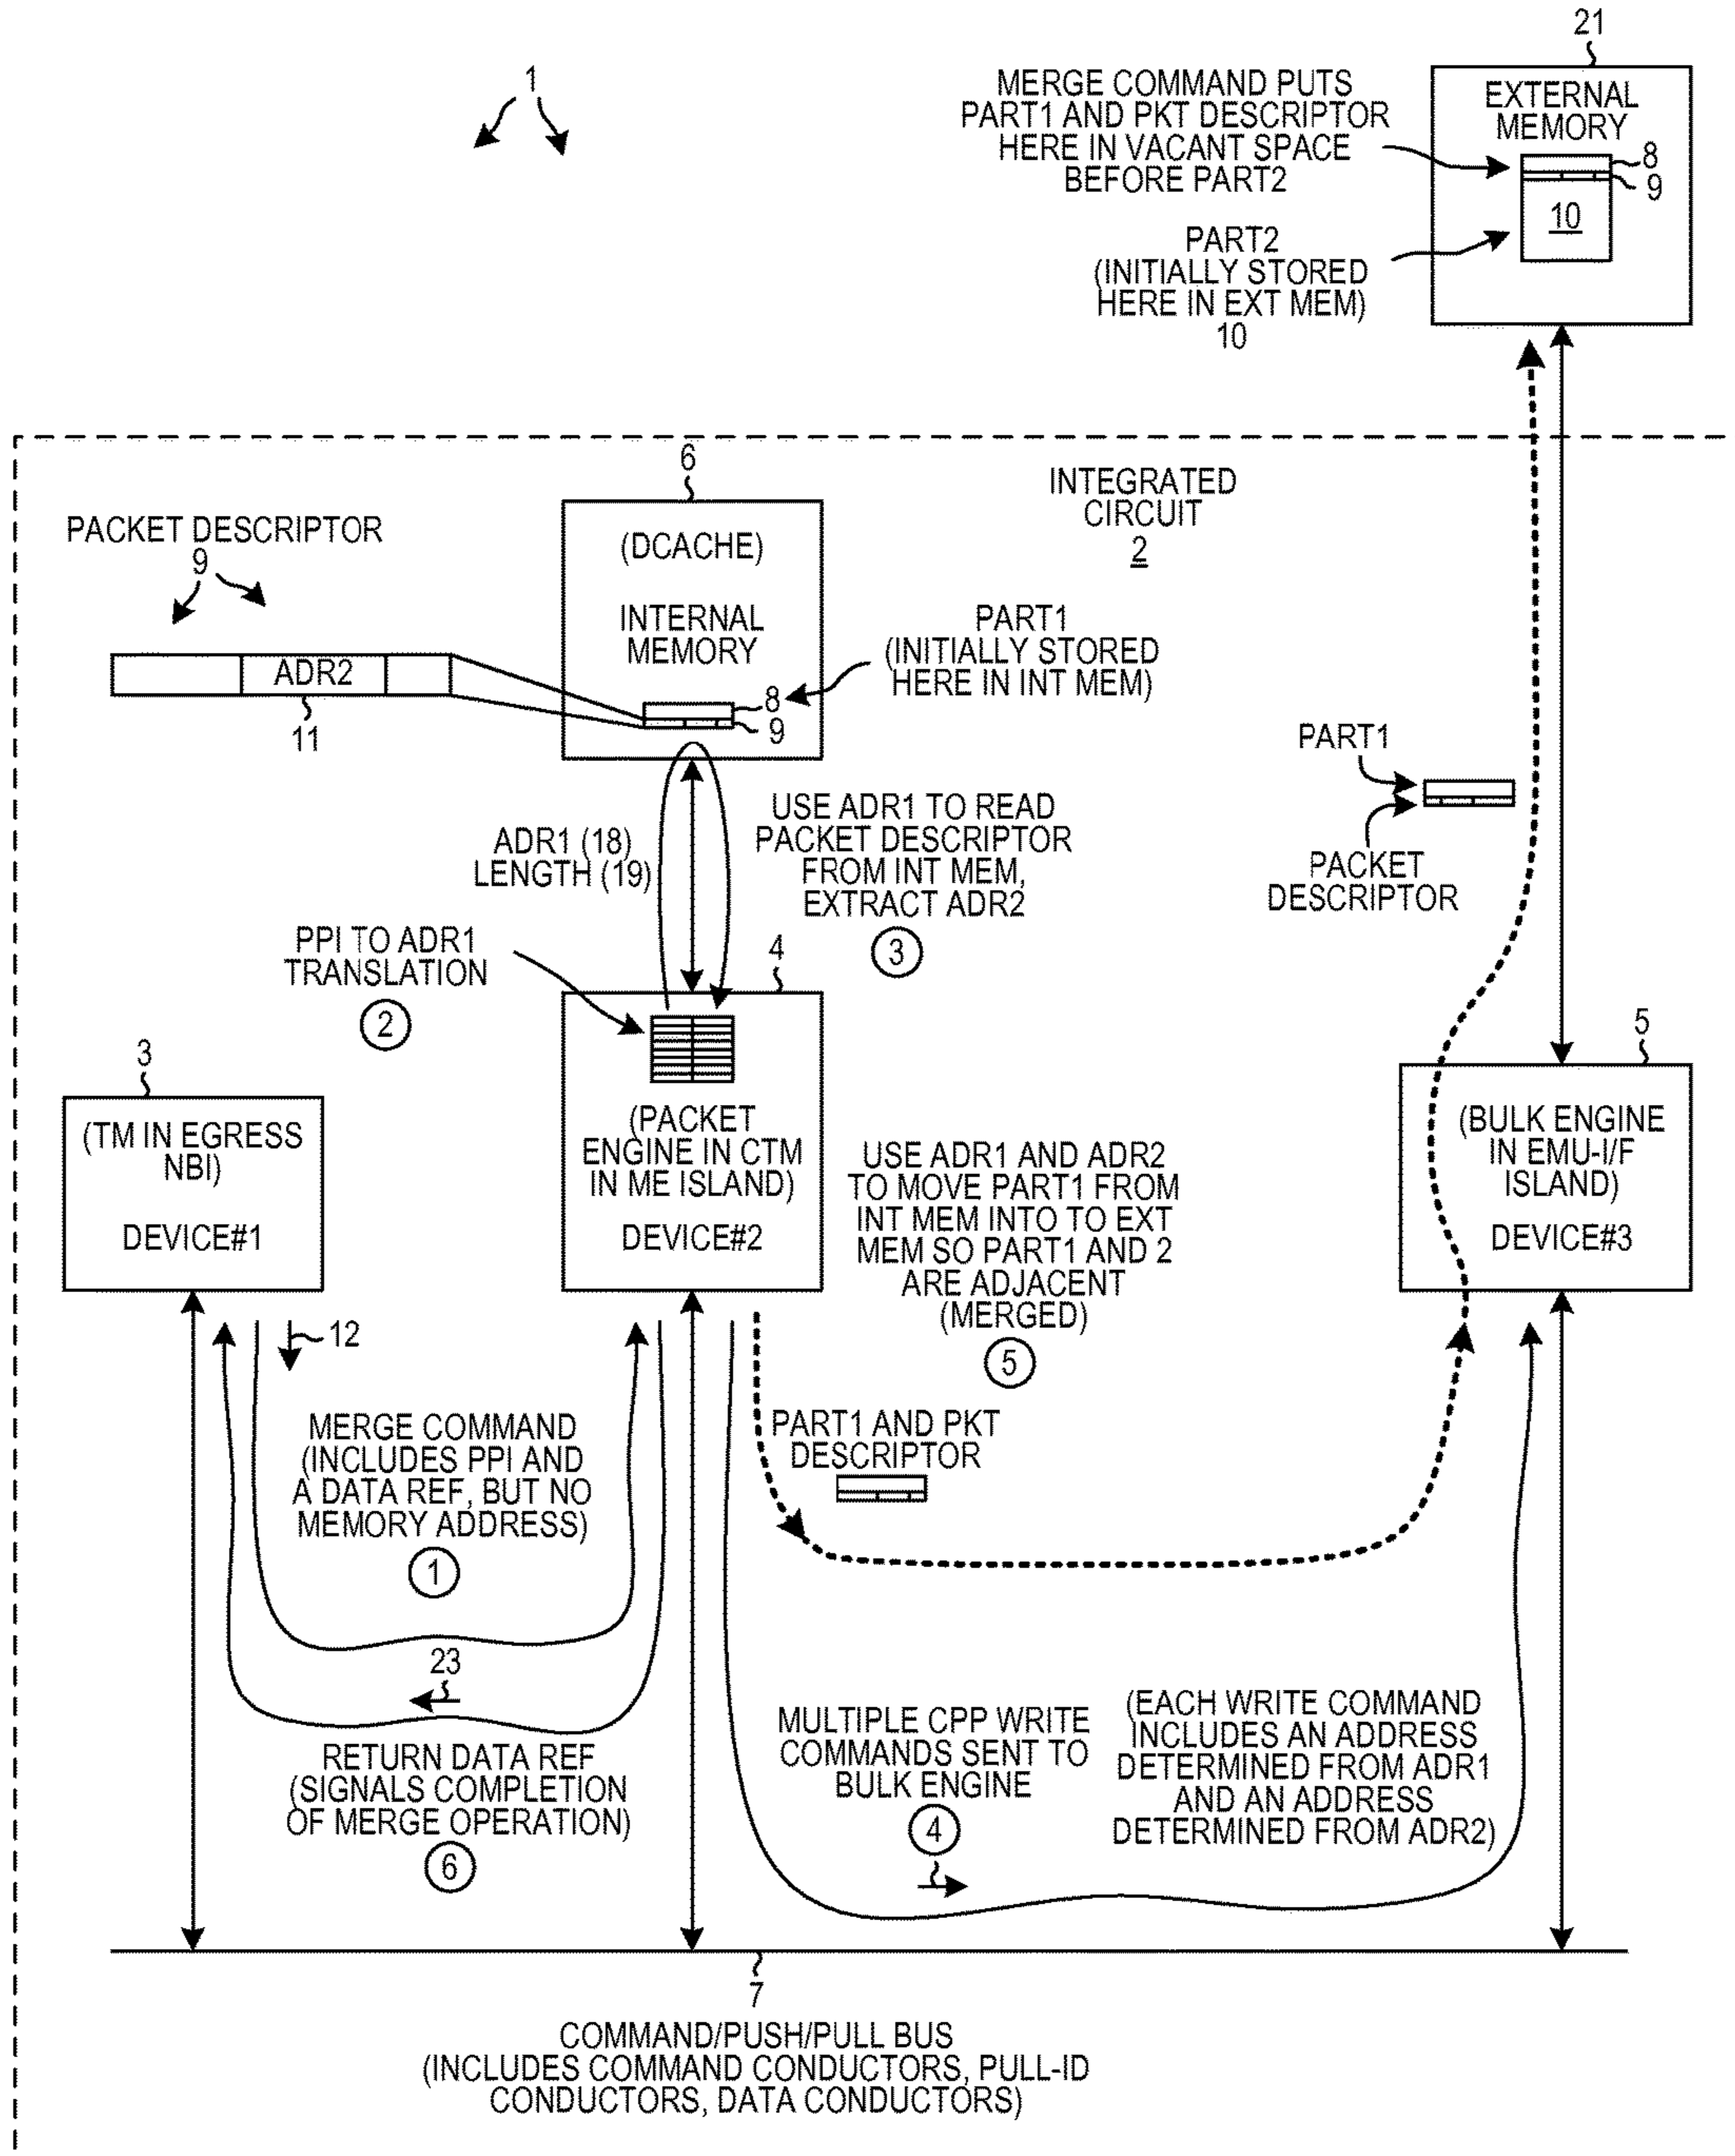 1
21
MERGE COMMAND PUTS
PART1 AND PKT DESCRIPTOR
HERE IN VACANT SPACE
BEFORE PART2
EXTERNAL
MEMORY
8
9
10
PART2
(INITIALLY STORED
HERE IN EXT MEM)
10
6
INTEGRATED
CIRCUIT
2
PACKET DESCRIPTOR
9
(DCACHE)
INTERNAL
MEMORY
PART1
(INITIALLY STORED
HERE IN INT MEM)
ADR2
11
8
9
PART1
PACKET
DESCRIPTOR
ADR1 (18)
LENGTH (19)
USE ADR1 TO READ
PACKET DESCRIPTOR
FROM INT MEM,
EXTRACT ADR2
3
PPI TO ADR1
TRANSLATION
2
4
3
5
(TM IN EGRESS
NBI)
DEVICE#1
(PACKET
ENGINE IN CTM
IN ME ISLAND)
DEVICE#2
USE ADR1 AND ADR2
TO MOVE PART1 FROM
INT MEM INTO TO EXT
MEM SO PART1 AND 2
ARE ADJACENT
(MERGED)
5
(BULK ENGINE
IN EMU-I/F
ISLAND)
DEVICE#3
12
MERGE COMMAND
(INCLUDES PPI AND
A DATA REF, BUT NO
MEMORY ADDRESS)
1
PART1 AND PKT
DESCRIPTOR
23
RETURN DATA REF
(SIGNALS COMPLETION
OF MERGE OPERATION)
6
MULTIPLE CPP WRITE
COMMANDS SENT TO
BULK ENGINE
4
(EACH WRITE COMMAND
INCLUDES AN ADDRESS
DETERMINED FROM ADR1
AND AN ADDRESS
DETERMINED FROM ADR2)
7
COMMAND/PUSH/PULL BUS
(INCLUDES COMMAND CONDUCTORS, PULL-ID
CONDUCTORS, DATA CONDUCTORS)